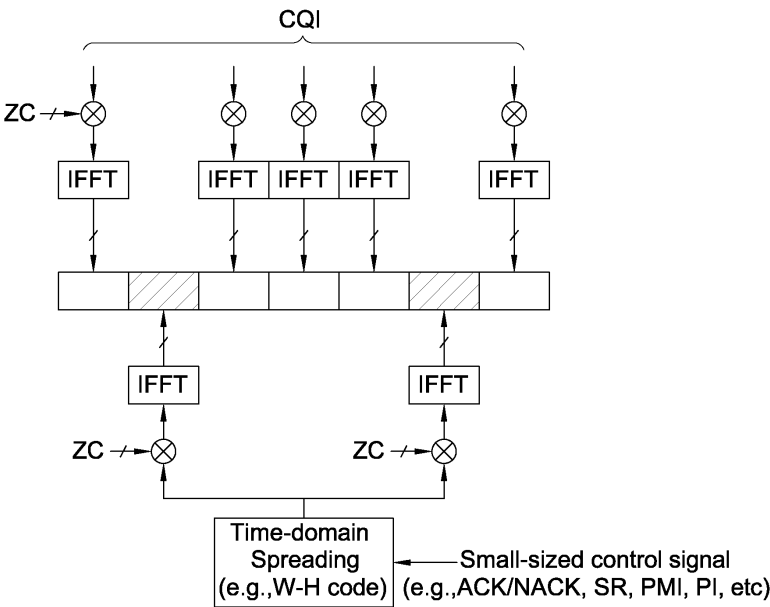 CQI
ZC
IFFT IFFT IFFT IFFT IFFT
IFFT IFFT
ZC ZC
Time-domain
Spreading
(e.g.,W-H code)
Small-sized control signal
(e.g.,ACK/NACK, SR, PMI, PI, etc)